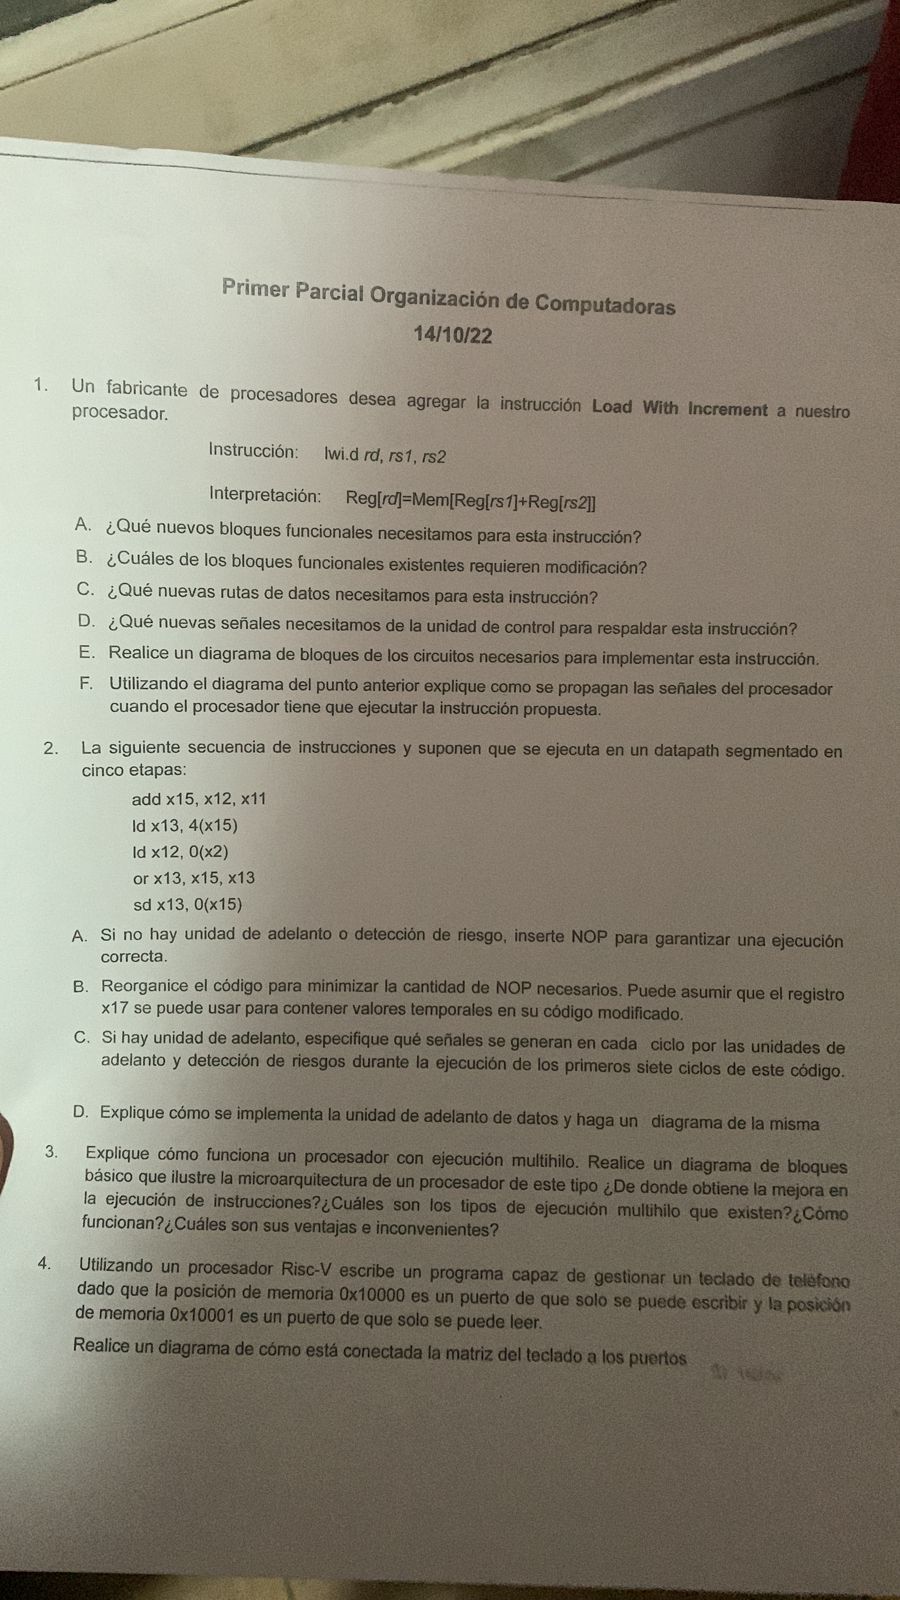 Primer Parcial Organización de Computadoras
14/10/22
1. Un fabricante de procesadores desea agregar la instrucción Load With Increment a nuestro
procesador.
Instrucción: lwi.d rd, rs1, rs2
Interpretación: Reg[rd]=Mem[Reg[rs1]+Reg[rs2]]
A. ¿Qué nuevos bloques funcionales necesitamos para esta instrucción?
B. ¿Cuáles de los bloques funcionales existentes requieren modificación?
C. ¿Qué nuevas rutas de datos necesitamos para esta instrucción?
D. ¿Qué nuevas señales necesitamos de la unidad de control para respaldar esta instrucción?
E. Realice un diagrama de bloques de los circuitos necesarios para implementar esta instrucción.
F. Utilizando el diagrama del punto anterior explique como se propagan las señales del procesador
cuando el procesador tiene que ejecutar la instrucción propuesta.
2. La siguiente secuencia de instrucciones y suponen que se ejecuta en un datapath segmentado en
cinco etapas:
add x15, x12, x11
ld x13, 4(x15)
ld x12, 0(x2)
or x13, x15, x13
sd x13, 0(x15)
A. Si no hay unidad de adelanto o detección de riesgo, inserte NOP para garantizar una ejecución
correcta.
B. Reorganice el código para minimizar la cantidad de NOP necesarios. Puede asumir que el registro
x17 se puede usar para contener valores temporales en su código modificado.
C. Si hay unidad de adelanto, especifique qué señales se generan en cada ciclo por las unidades de
adelanto y detección de riesgos durante la ejecución de los primeros siete ciclos de este código.
D. Explique cómo se implementa la unidad de adelanto de datos y haga un diagrama de la misma
3. Explique cómo funciona un procesador con ejecución multihilo. Realice un diagrama de bloques
básico que ilustre la microarquitectura de un procesador de este tipo ¿De donde obtiene la mejora en
la ejecución de instrucciones?¿Cuáles son los tipos de ejecución multihilo que existen?¿Cómo
funcionan?¿Cuáles son sus ventajas e inconvenientes?
4. Utilizando un procesador Risc-V escribe un programa capaz de gestionar un teclado de teléfono
dado que la posición de memoria 0x10000 es un puerto de que solo se puede escribir y la posición
de memoria 0x10001 es un puerto de que solo se puede leer.
Realice un diagrama de cómo está conectada la matriz del teclado a los puertos